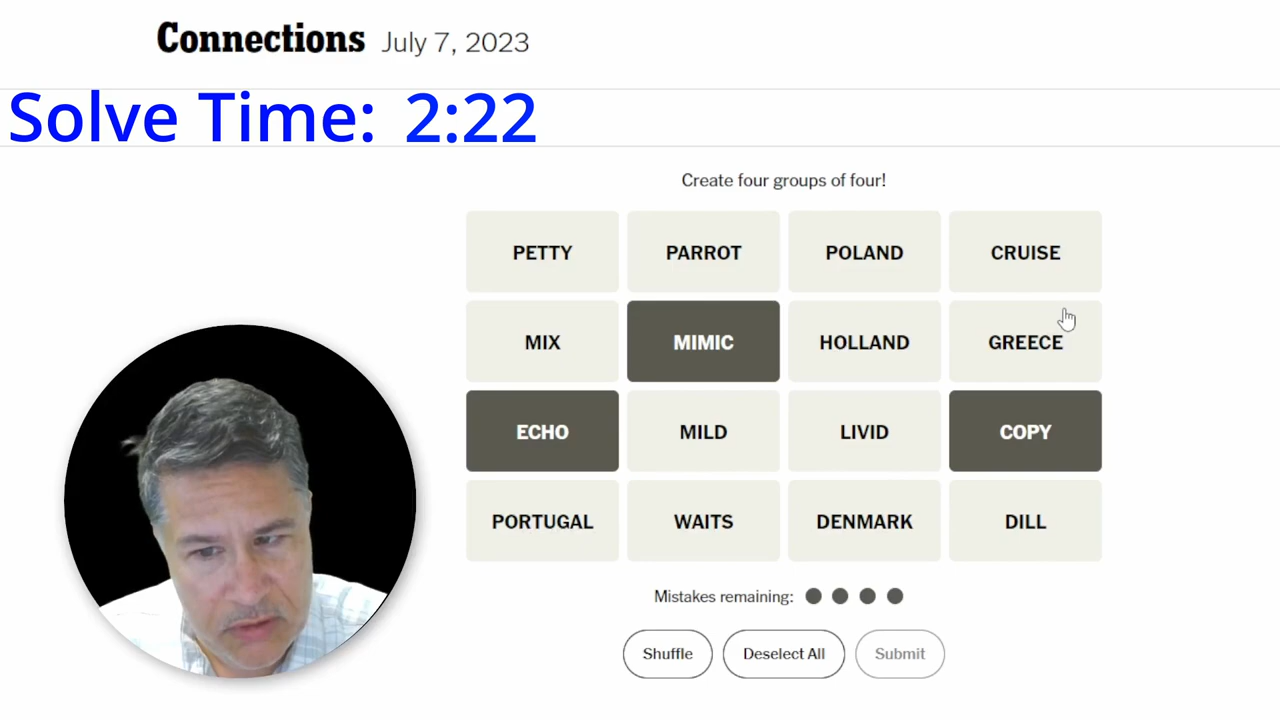 Connections July 7, 2023
Solve Time: 2:22
Create four groups of four!
PETTY PARROT POLAND CRUISE
MIX MIMIC HOLLAND GREECE
ECHO MILD LIVID COPY
PORTUGAL WAITS DENMARK DILL
Mistakes remaining:
Shuffle Deselect All Submit